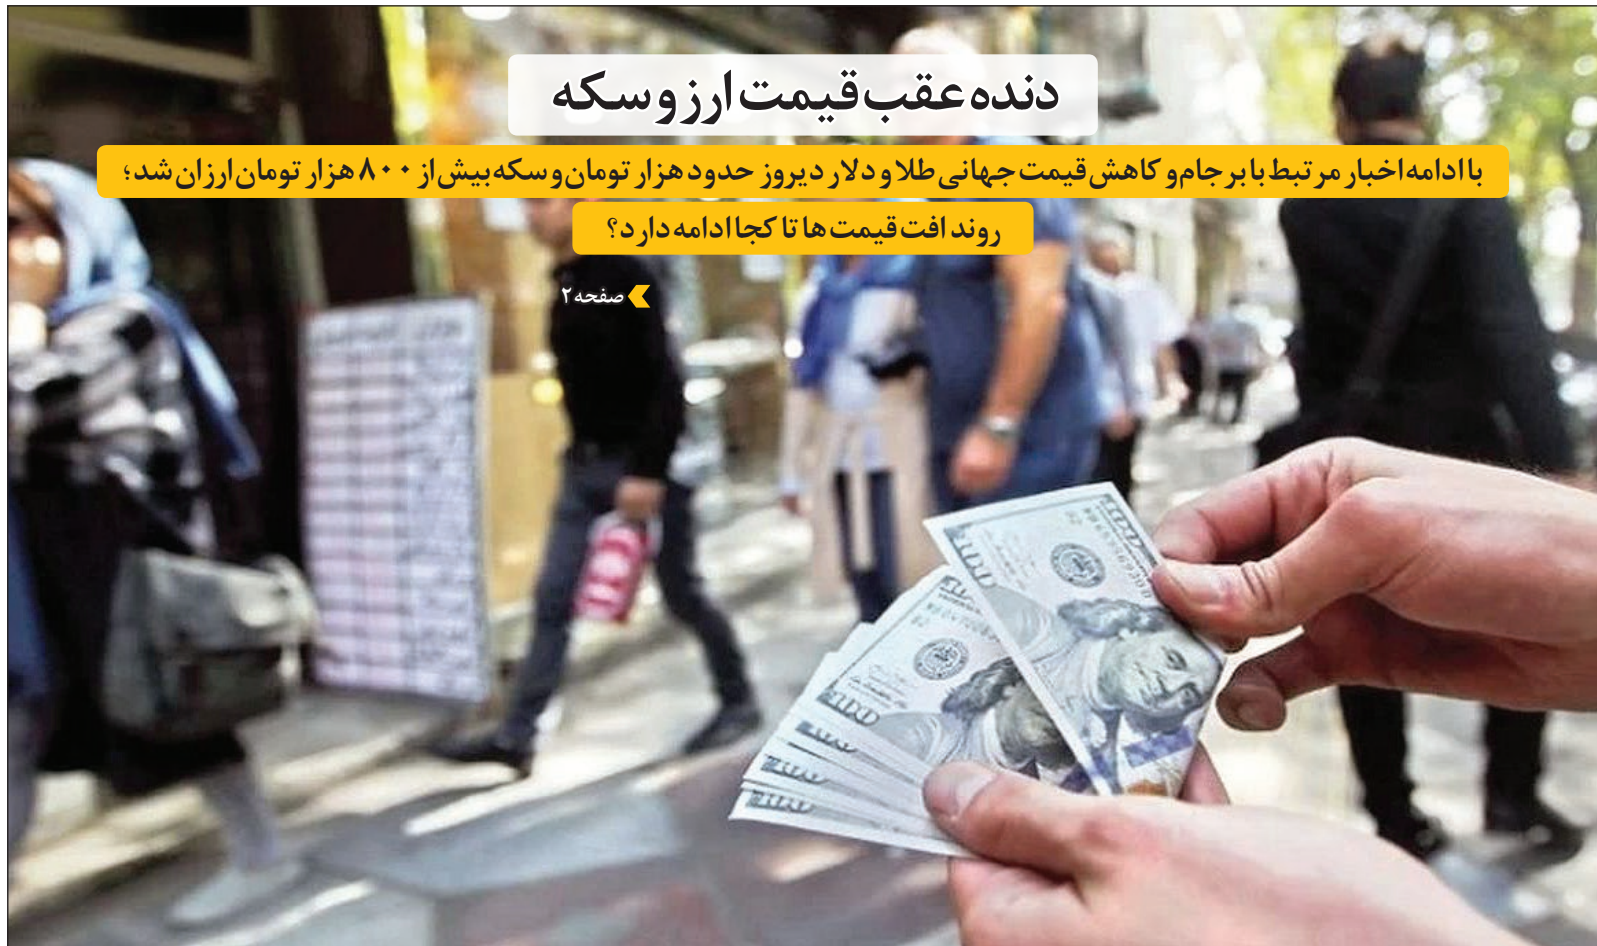 دنده عقب قیمت ارز و سکه
با ادامه اخبار مرتبط با برجام و کاهش قیمت جهانی طلا و دلار دیروز حدود هزار تومان و سکه بیش از ۸۰۰ هزار تومان ارزان شد؛
روند افت قیمت ها تا کجا ادامه دارد؟
صفحه ۲